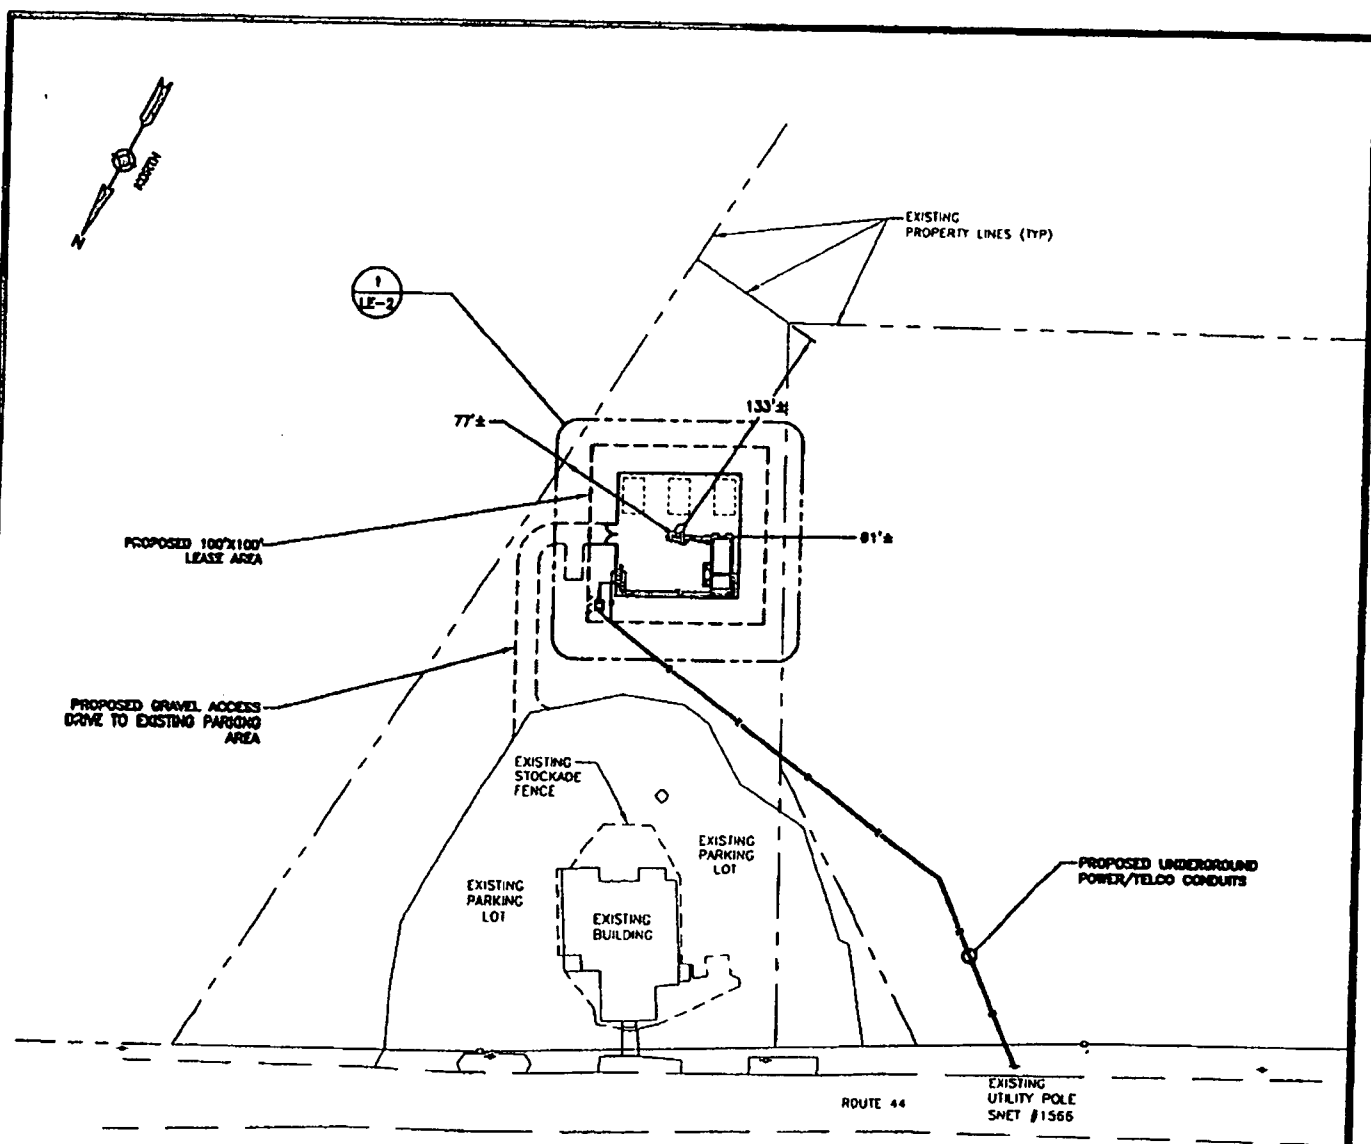 NORTH
N
EXISTING
PROPERTY LINES (TYP)
1
LE-2
133'±
77'±
PROPOSED 100'X100'
LEASE AREA
81'±
PROPOSED GRAVEL ACCESS
DRIVE TO EXISTING PARKING
AREA
EXISTING
STOCKADE
FENCE
EXISTING
PARKING
LOT
EXISTING
PARKING
LOT
EXISTING
BUILDING
PROPOSED UNDERGROUND
POWER/TELCO CONDUITS
ROUTE 44
EXISTING
UTILITY POLE
SNET #1566